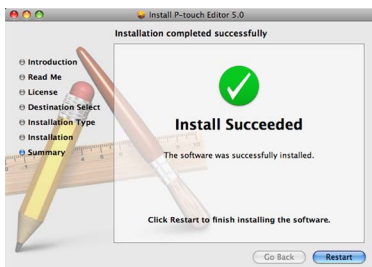 Install P-touch Editor 5.0
Installation completed successfully
Introduction
Read Me
License
Destination Select
Installation Type
Installation
Summary
Install Succeeded
The software was successfully installed.
Click Restart to finish installing the software.
Go Back
Restart